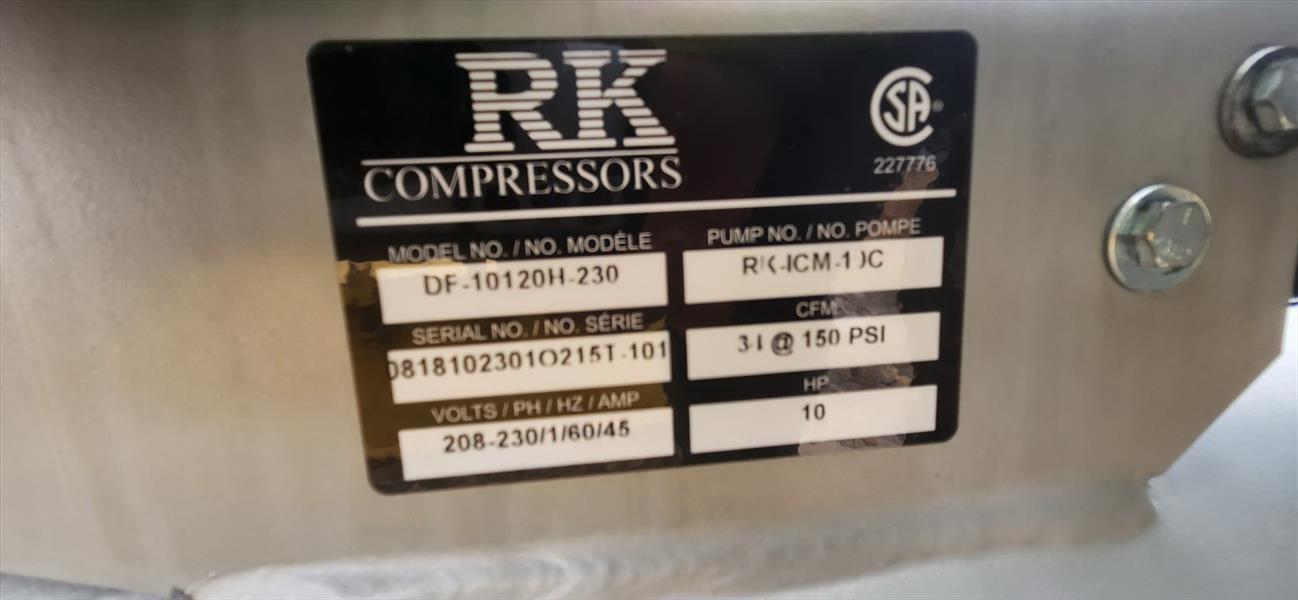 RK
COMPRESSORS
CSA®
227776
MODEL NO. / NO. MODÈLE
DF-10120H-230
PUMP NO. / NO. POMPE
SERIAL NO. / NO. SÉRIE
CFM
@ 150 PSI
VOLTS / PH / HZ / AMP
208-230/1/60/45
HP
10